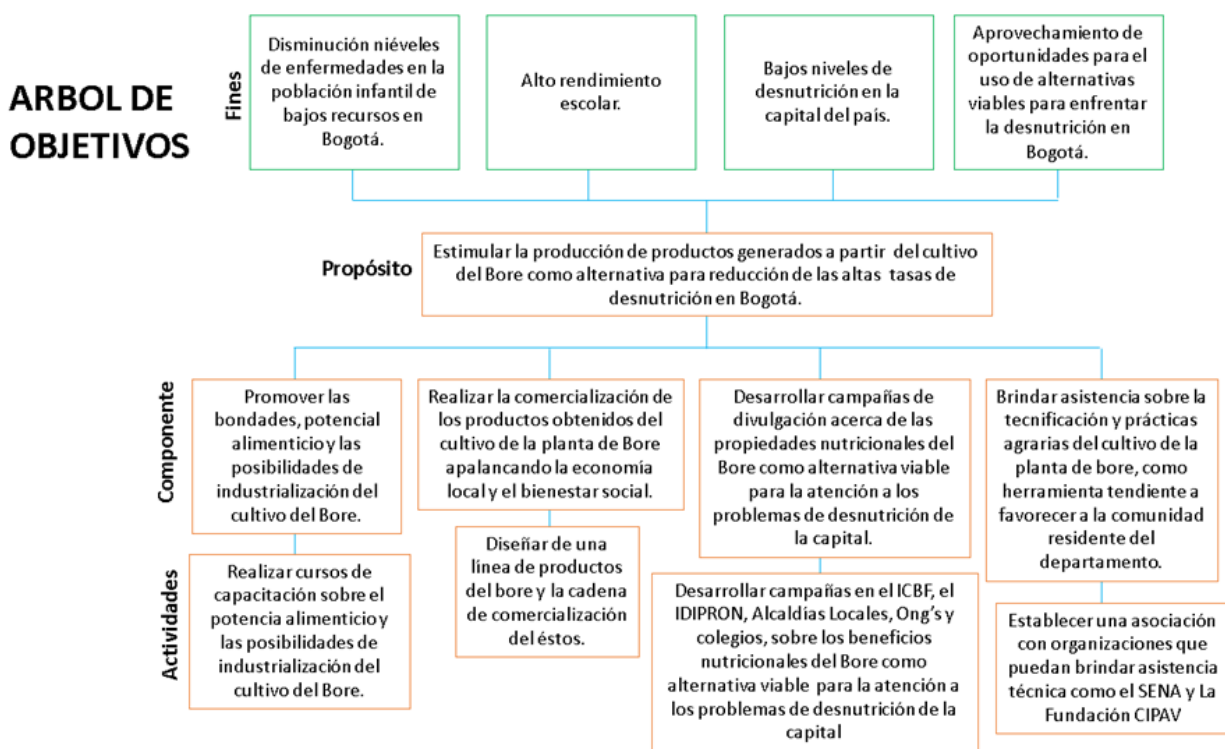 ARBOL DE
OBJETIVOS
Fines
Disminución niéveles
de enfermedades en la
población infantil de
bajos recursos en
Bogotá.
Alto rendimiento
escolar.
Bajos niveles de
desnutrición en la
capital del país.
Aprovechamiento de
oportunidades para el
uso de alternativas
viables para enfrentar
la desnutrición en
Bogotá.
Propósito
Estimular la producción de productos generados a partir del cultivo
del Bore como alternativa para reducción de las altas tasas de
desnutrición en Bogotá.
Componente
Promover las
bondades, potencial
alimenticio y las
posibilidades de
industrialización del
cultivo del Bore.
Realizar la comercialización de
los productos obtenidos del
cultivo de la planta de Bore
apalancando la economía
local y el bienestar social.
Desarrollar campañas de
divulgación acerca de las
propiedades nutricionales del
Bore como alternativa viable
para la atención a los
problemas de desnutrición de
la capital.
Brindar asistencia sobre la
tecnificación y prácticas
agrarias del cultivo de la
planta de bore, como
herramienta tendiente a
favorecer a la comunidad
residente del
departamento.
Actividades
Realizar cursos de
capacitación sobre el
potencia alimenticio y
las posibilidades de
industrialización del
cultivo del Bore.
Diseñar de una
línea de productos
del bore y la cadena
de comercialización
del éstos.
Desarrollar campañas en el ICBF, el
IDIPRON, Alcaldías Locales, Ong's y
colegios, sobre los beneficios
nutricionales del Bore como
alternativa viable para la atención a
los problemas de desnutrición de la
capital
Establecer una asociación
con organizaciones que
puedan brindar asistencia
técnica como el SENA y La
Fundación CIPAV